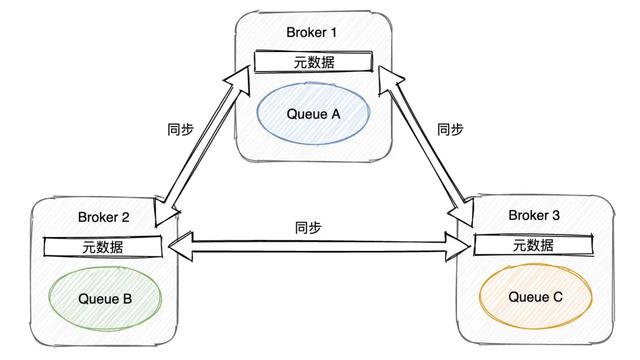 Broker 1
元数据
Queue A
同步
同步
Broker 2
元数据
Queue B
同步
Broker 3
元数据
Queue C